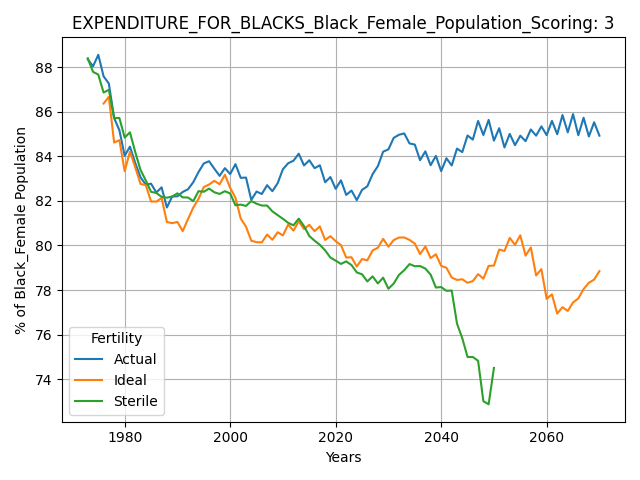 EXPENDITURE_FOR_BLACKS_Black_Female_Population_Scoring: 3
% of Black_Female Population
88
86
84
82
80
78
76
74
Fertility
Actual
Ideal
Sterile
1980
2000
2020
2040
2060
Years